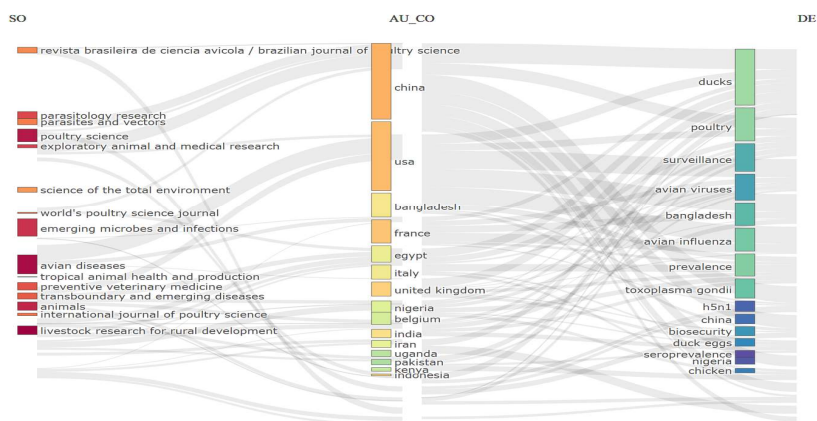 SO
AU_CO
DE
revista brasileira de ciencia avicola / brazilian journal of poultry science
parasitology research
parasites and vectors
poultry science
exploratory animal and medical research
science of the total environment
world's poultry science journal
emerging microbes and infections
avian diseases
tropical animal health and production
preventive veterinary medicine
transboundary and emerging diseases
animals
international journal of poultry science
livestock research for rural development
china
usa
bangladesh
france
egypt
italy
united kingdom
nigeria
belgium
india
iran
uganda
pakistan
kenya
indonesia
ducks
poultry
surveillance
avian viruses
bangladesh
avian influenza
prevalence
toxoplasma gondii
h5n1
china
biosecurity
duck eggs
seroprevalence
nigeria
chicken